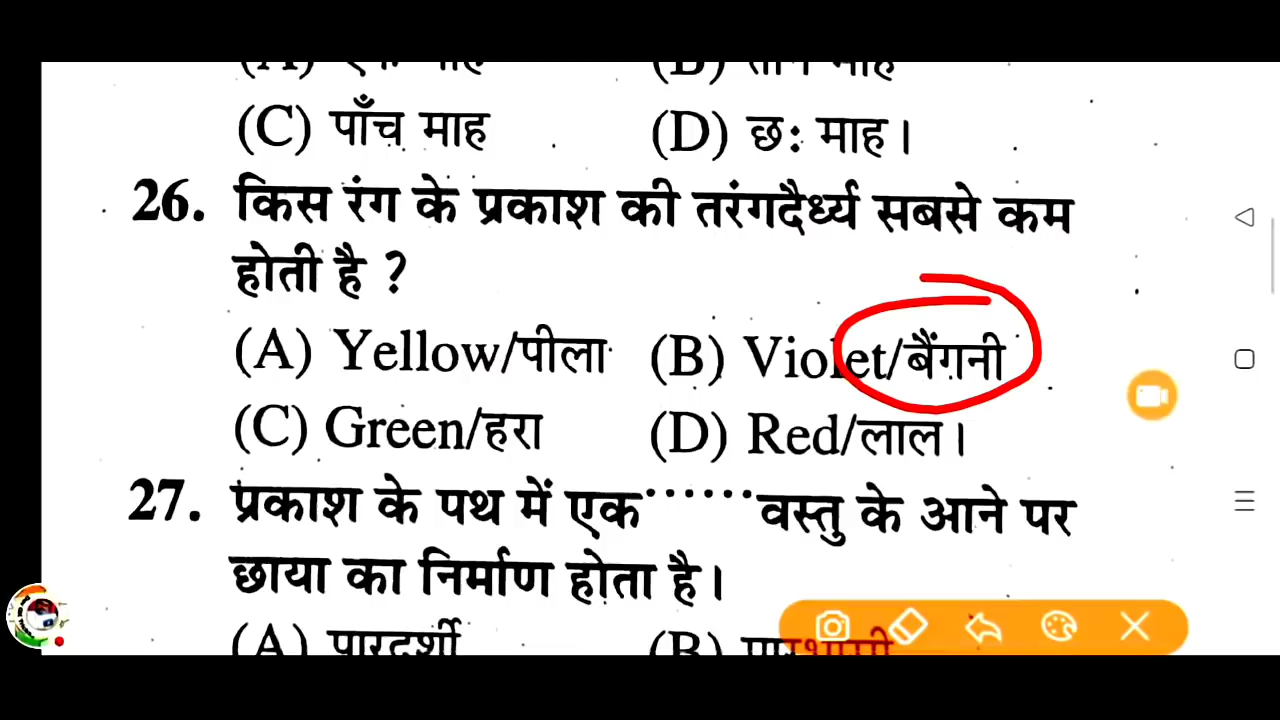 (C) पाँच माह (D) छः माह।
26. किस रंग के प्रकाश की तरंगदैर्ध्य सबसे कम
होती है ?
(A) Yellow/पीला (B) Violet/बैंगनी
(C) Green/हरा (D) Red/लाल।
27. प्रकाश के पथ में एक ...... वस्तु के आने पर
छाया का निर्माण होता है।
(A) पारदर्शी (B)